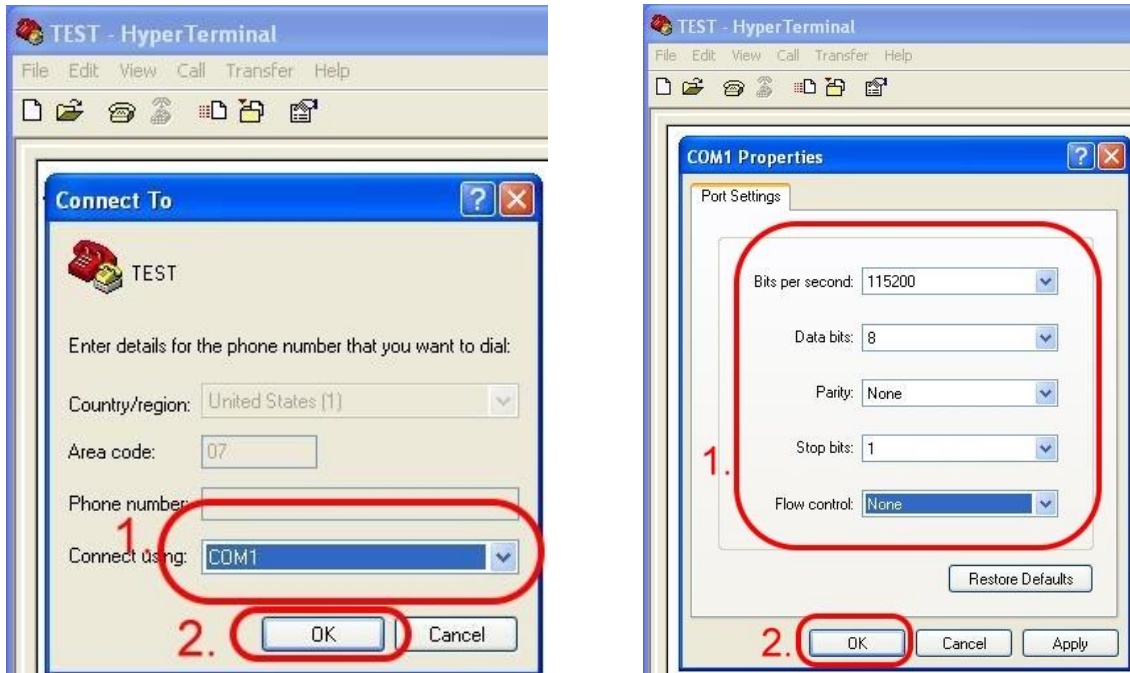 TEST - HyperTerminal
File Edit View Call Transfer Help
Connect To
TEST
Enter details for the phone number that you want to dial:
Country/region: United States (1)
Area code: 07
Phone number:
1.
Connect using: COM1
2. OK Cancel
TEST - HyperTerminal
File Edit View Call Transfer Help
COM1 Properties
Port Settings
Bits per second: 115200
Data bits: 8
Parity: None
Stop bits: 1
1.
Flow control: None
Restore Defaults
2. OK Cancel Apply